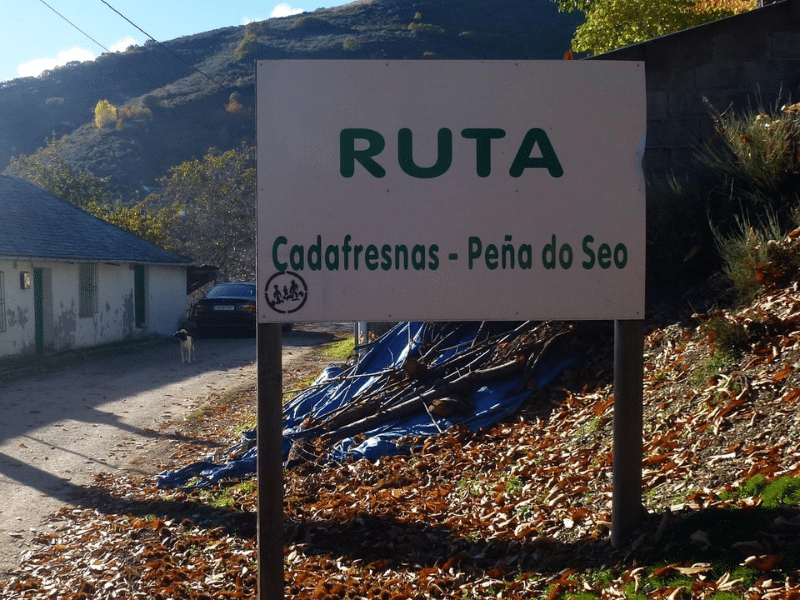 RUTA
Cadafresnas - Peña do Seo